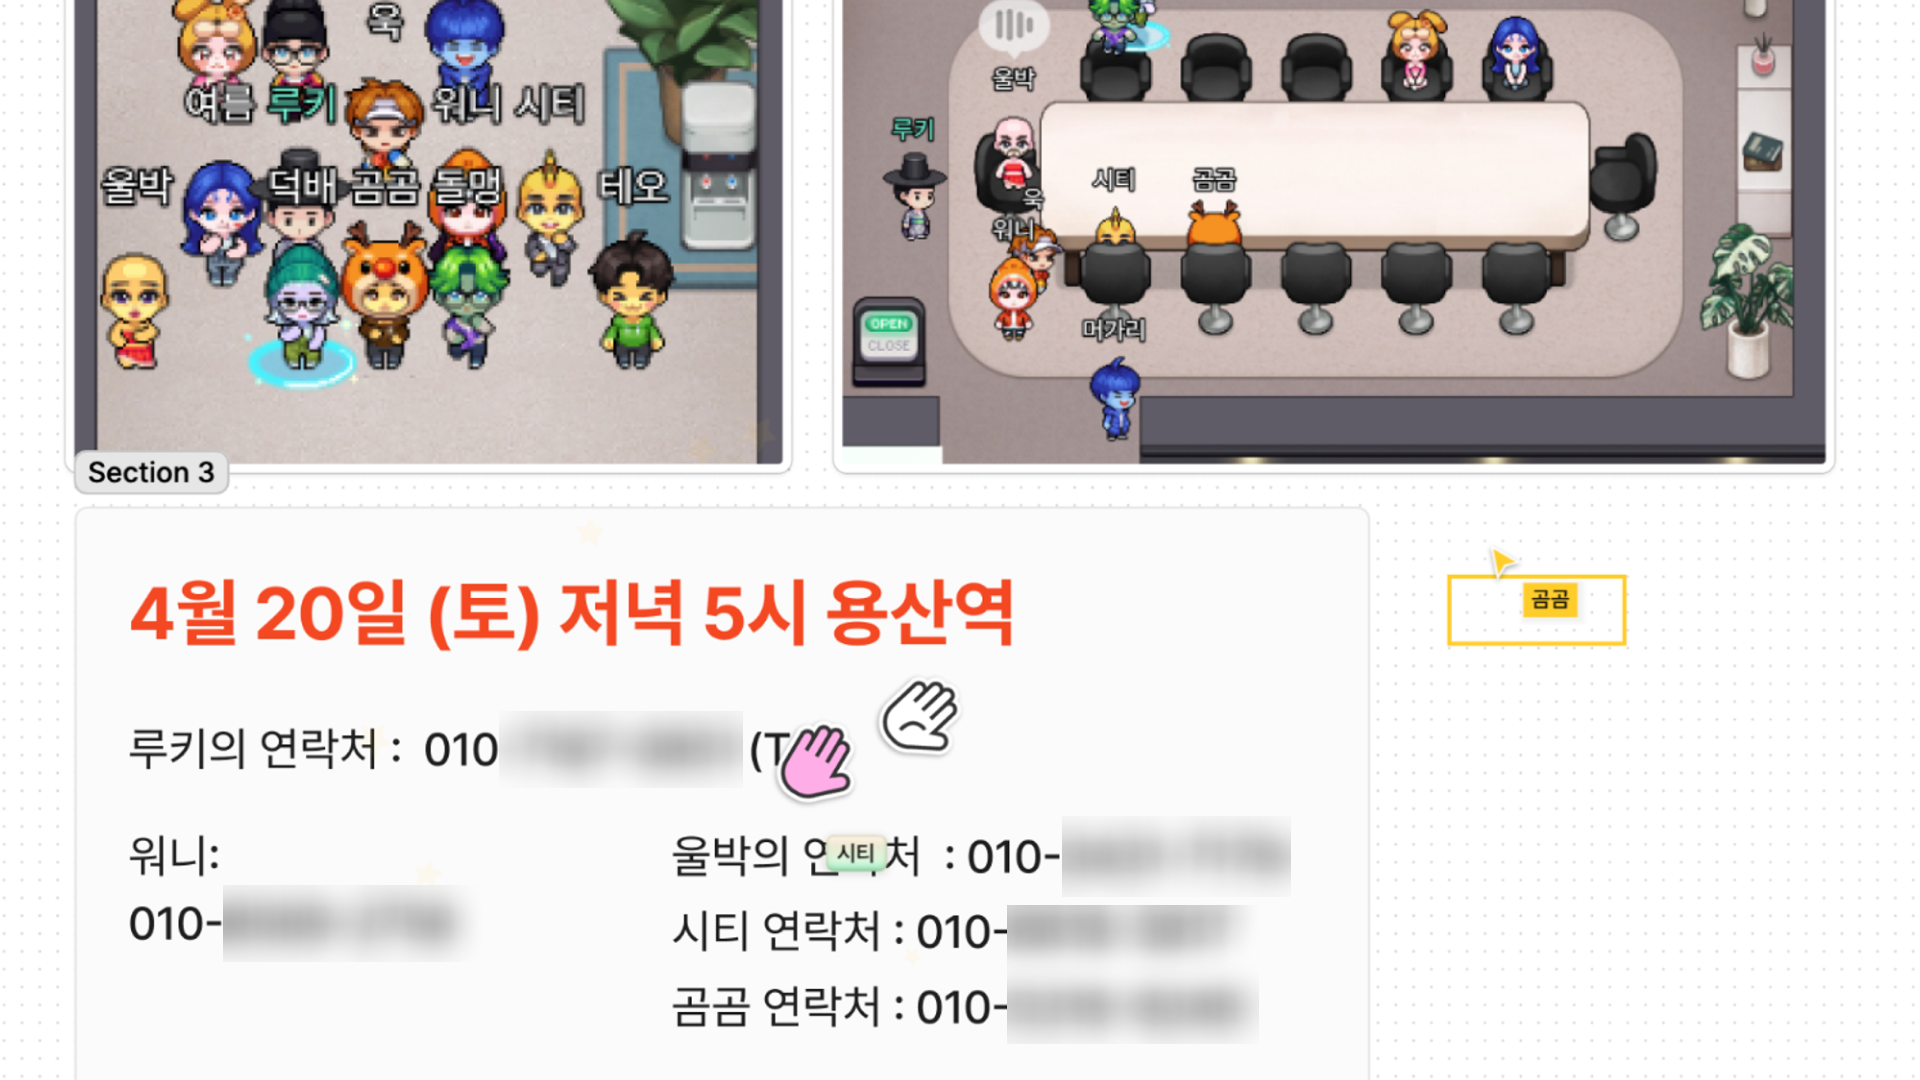 욱
여름 루키 워니 시티
울박 덕배 곰곰 돌맹 테오
울박
루키
시티 곰곰
욱
워니
OPEN
CLOSE
머가리
Section 3
4월 20일 (토) 저녁 5시 용산역
곰곰
루키의 연락처 : 010 (T
워니:
010-
울박의 연 처 : 010-
시티
시티 연락처 : 010-
곰곰 연락처 : 010-